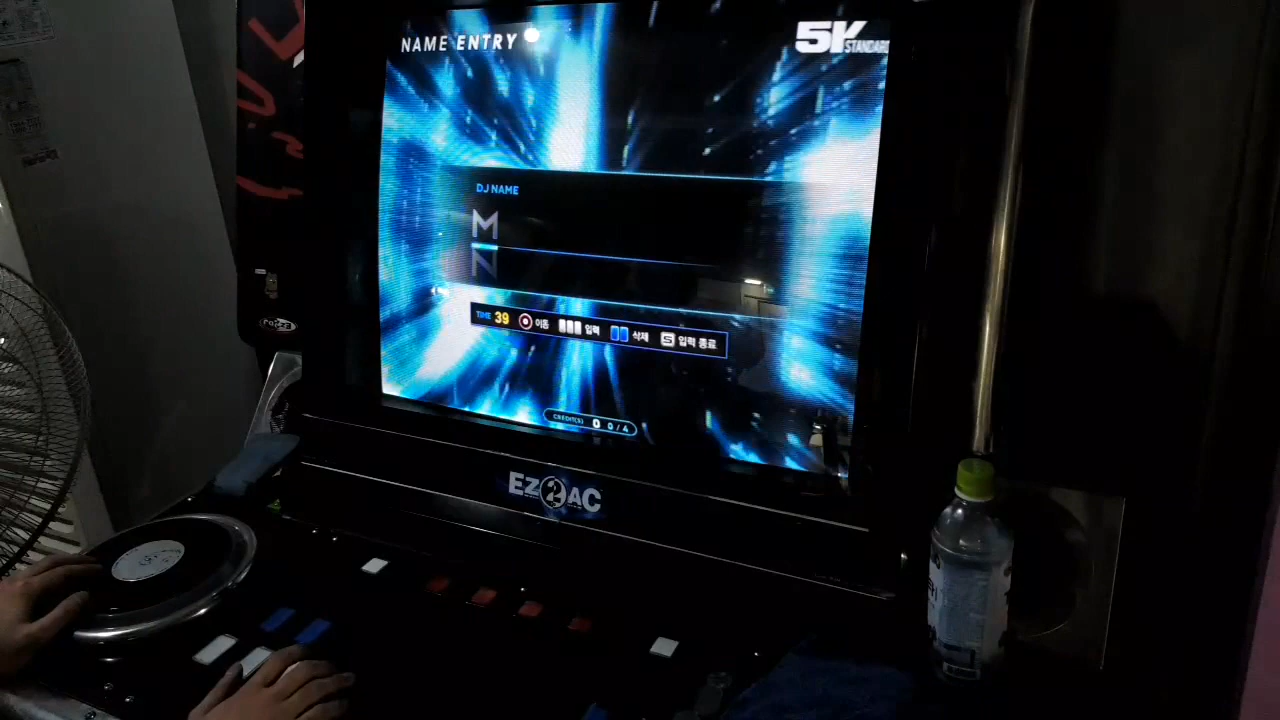 NAME ENTRY
5K STANDARD
DJ NAME
M
N
TIME 39 이동 입력 삭제 S 입력 종료
CREDIT(S) 0 0 / 4
EZ2AC